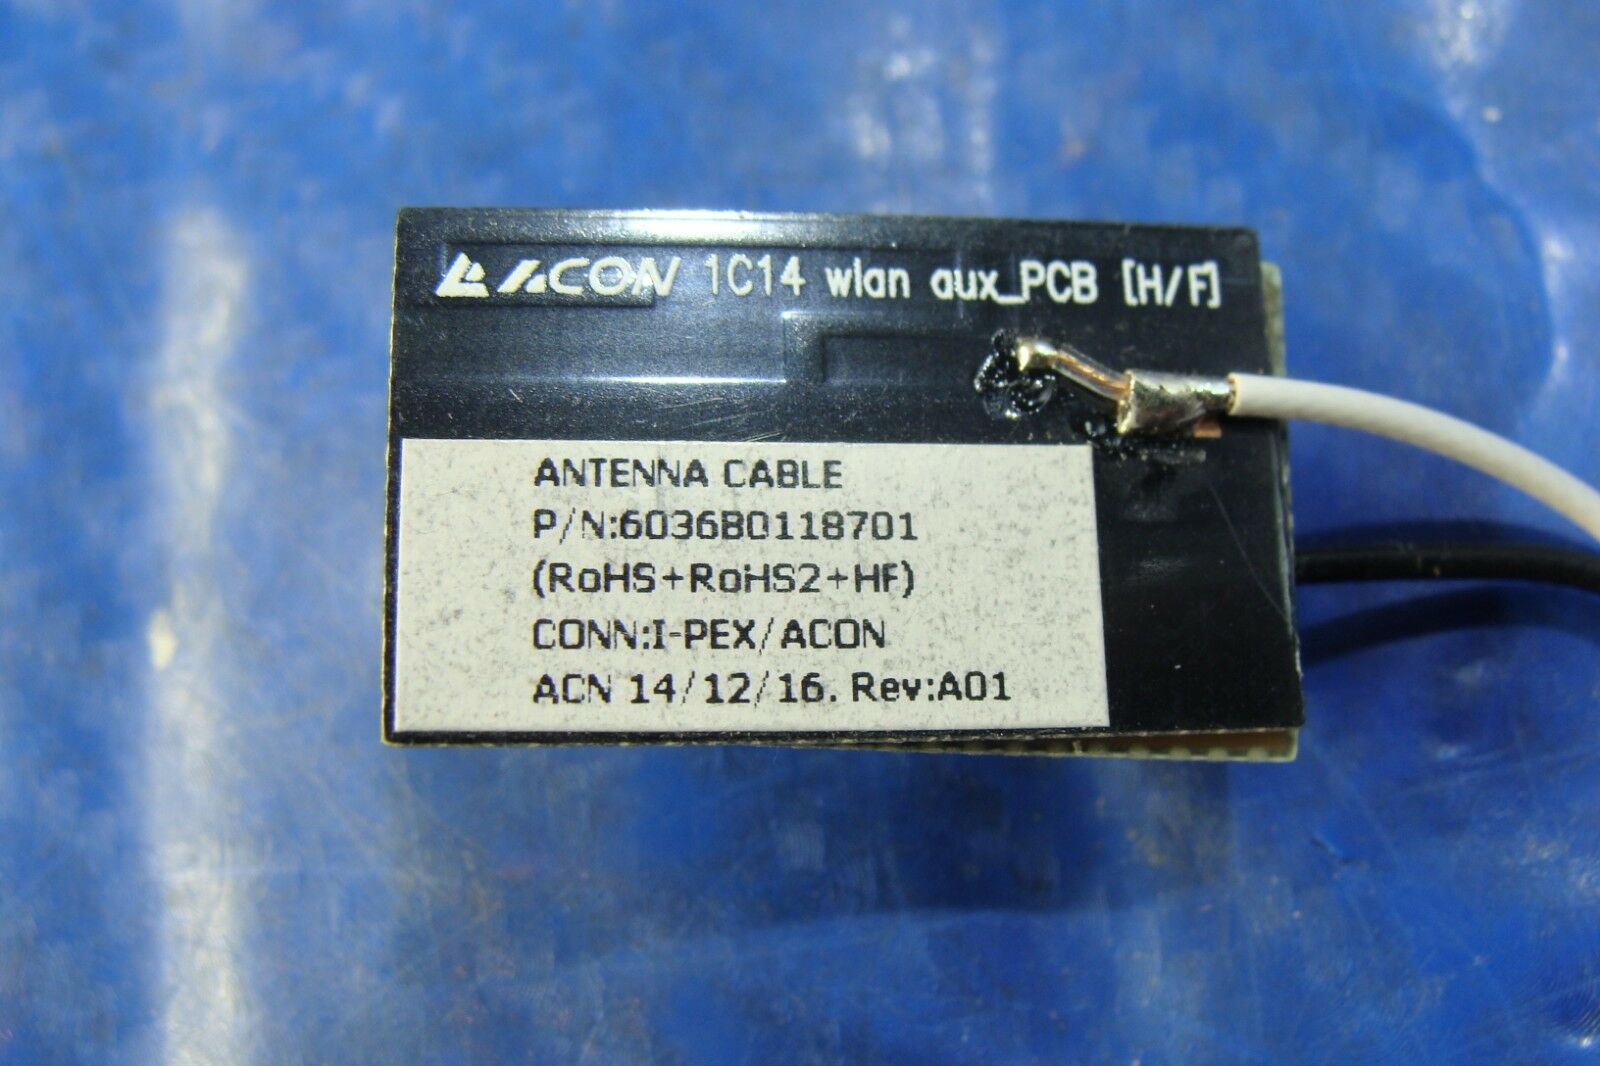 ACON 1C14 wlan aux_PCB [H/F]
ANTENNA CABLE
P/N:6036B0118701
(RoHS+RoHS2+HF)
CONN:I-PEX/ACON
ACN 14/12/16. Rev:A01